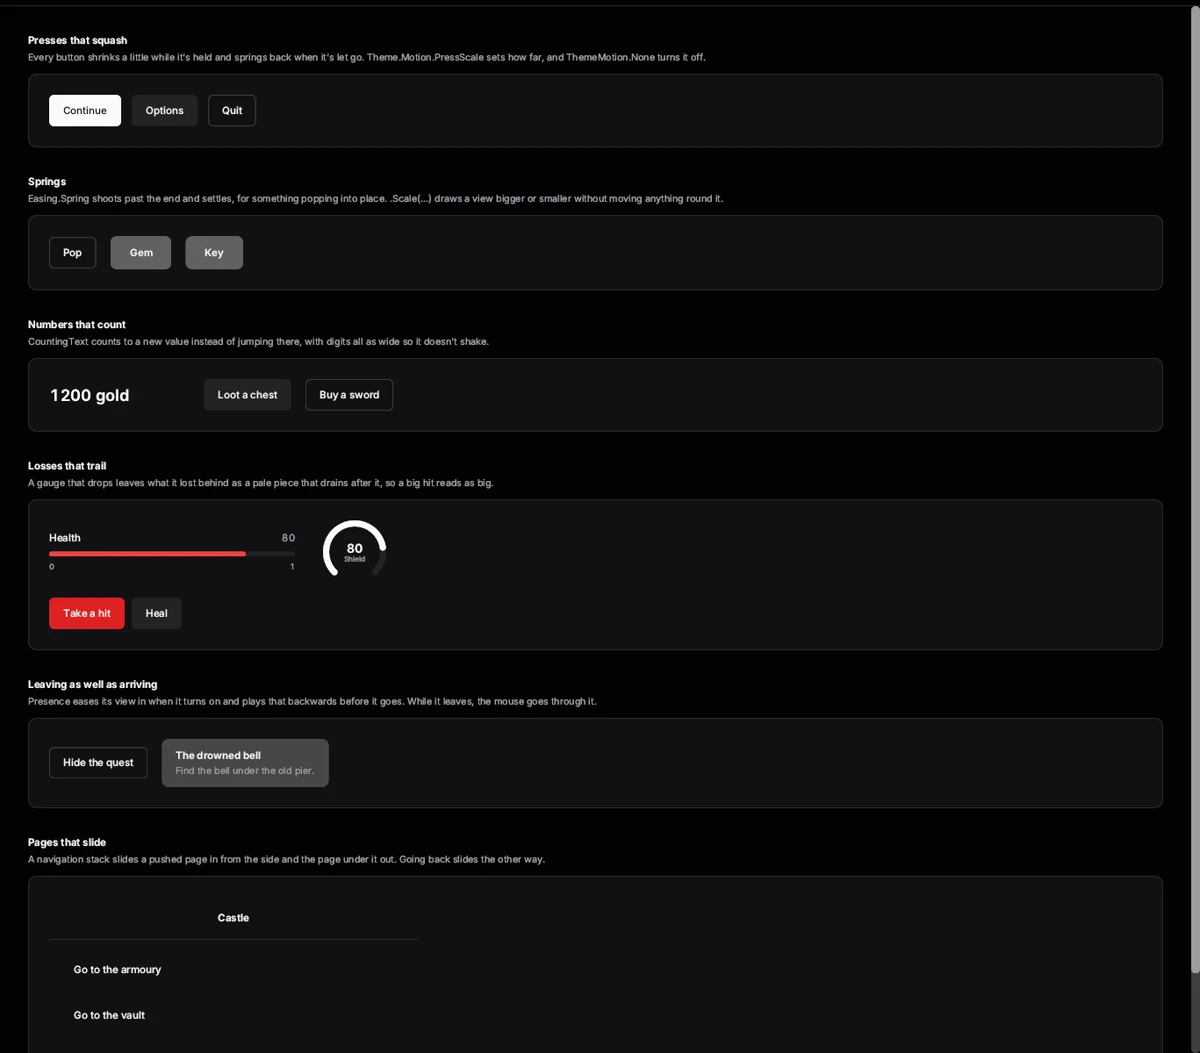 Presses that squash
Every button shrinks a little while it's held and springs back when it's let go. Theme.Motion.PressScale sets how far, and ThemeMotion.None turns it off.
Continue
Options
Quit
Springs
Easing.Spring shoots past the end and settles, for something popping into place. .Scale(...) draws a view bigger or smaller without moving anything round it.
Pop
Gem
Key
Numbers that count
CountingText counts to a new value instead of jumping there, with digits all as wide so it doesn't shake.
1200 gold
Loot a chest
Buy a sword
Losses that trail
A gauge that drops leaves what it lost behind as a pale piece that drains after it, so a big hit reads as big.
Health
80
0
1
80
Shield
Take a hit
Heal
Leaving as well as arriving
Presence eases its view in when it turns on and plays that backwards before it goes. While it leaves, the mouse goes through it.
Hide the quest
The drowned bell
Find the bell under the old pier.
Pages that slide
A navigation stack slides a pushed page in from the side and the page under it out. Going back slides the other way.
Castle
Go to the armoury
Go to the vault